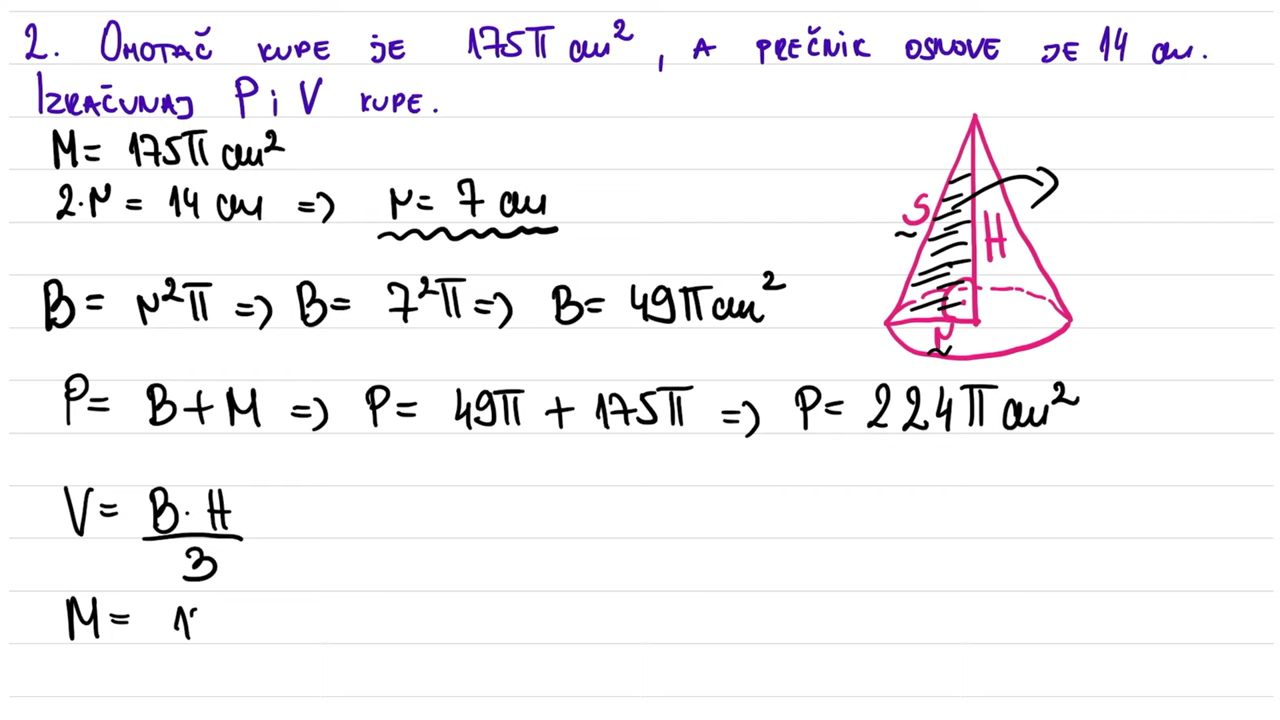 2. Omotač kupe je 175π cm², a prečnik osnove je 14 cm.
Izračunaj P i V kupe.
M = 175π cm²
2·r = 14 cm => r = 7 cm
B = r²π => B = 7²π => B = 49π cm²
P = B + M => P = 49π + 175π => P = 224π cm²
V = B·H / 3
M =
S
H
r